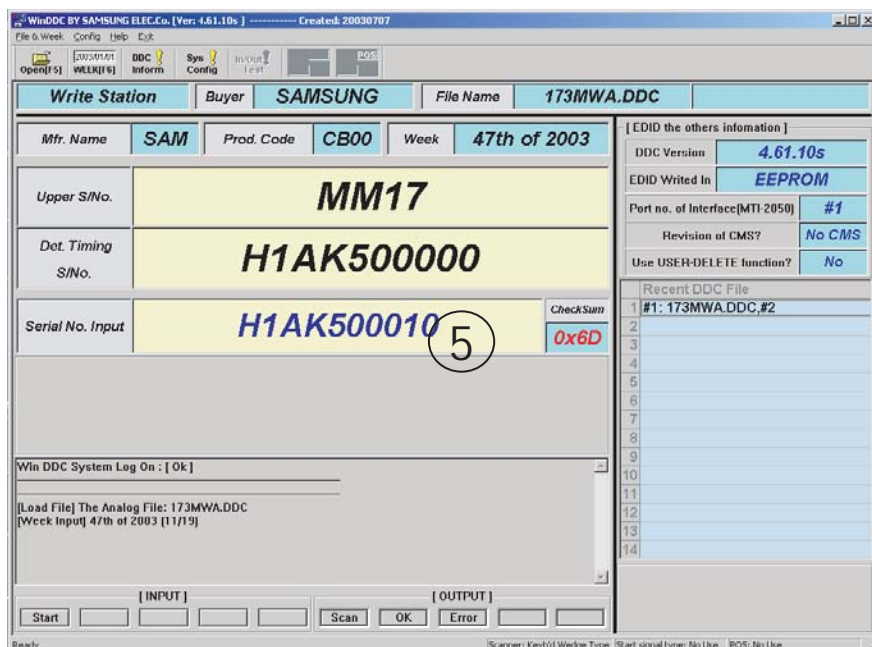 WinDDC BY SAMSUNG ELEC.Co. [Ver: 4.61.10s ] ----------- Created: 20030707
File & Week Config Help Exit
2003/01/01 POS
Open[F5] WEEK[F6] DDC Inform Sys Config In/Out Test
Write Station Buyer SAMSUNG File Name 173MWA.DDC
Mfr. Name SAM Prod. Code CB00 Week 47th of 2003
Upper S/No. MM17
Det. Timing S/No. H1AK500000
Serial No. Input H1AK500010 CheckSum 0x6D
5
[ EDID the others infomation ]
DDC Version 4.61.10s
EDID Writed In EEPROM
Port no. of Interface(MTI-2050) #1
Revision of CMS? No CMS
Use USER-DELETE function? No
Recent DDC File
1 #1: 173MWA.DDC,#2
2
3
4
5
6
7
8
9
10
11
12
13
14
Win DDC System Log On : [ Ok ]
[Load File] The Analog File: 173MWA.DDC
[Week Input] 47th of 2003 [11/19]
[ INPUT ] [ OUTPUT ]
Start Scan OK Error
Ready Scanner: Keyb'd Wedge Type Start signal type: No Use POS: No Use